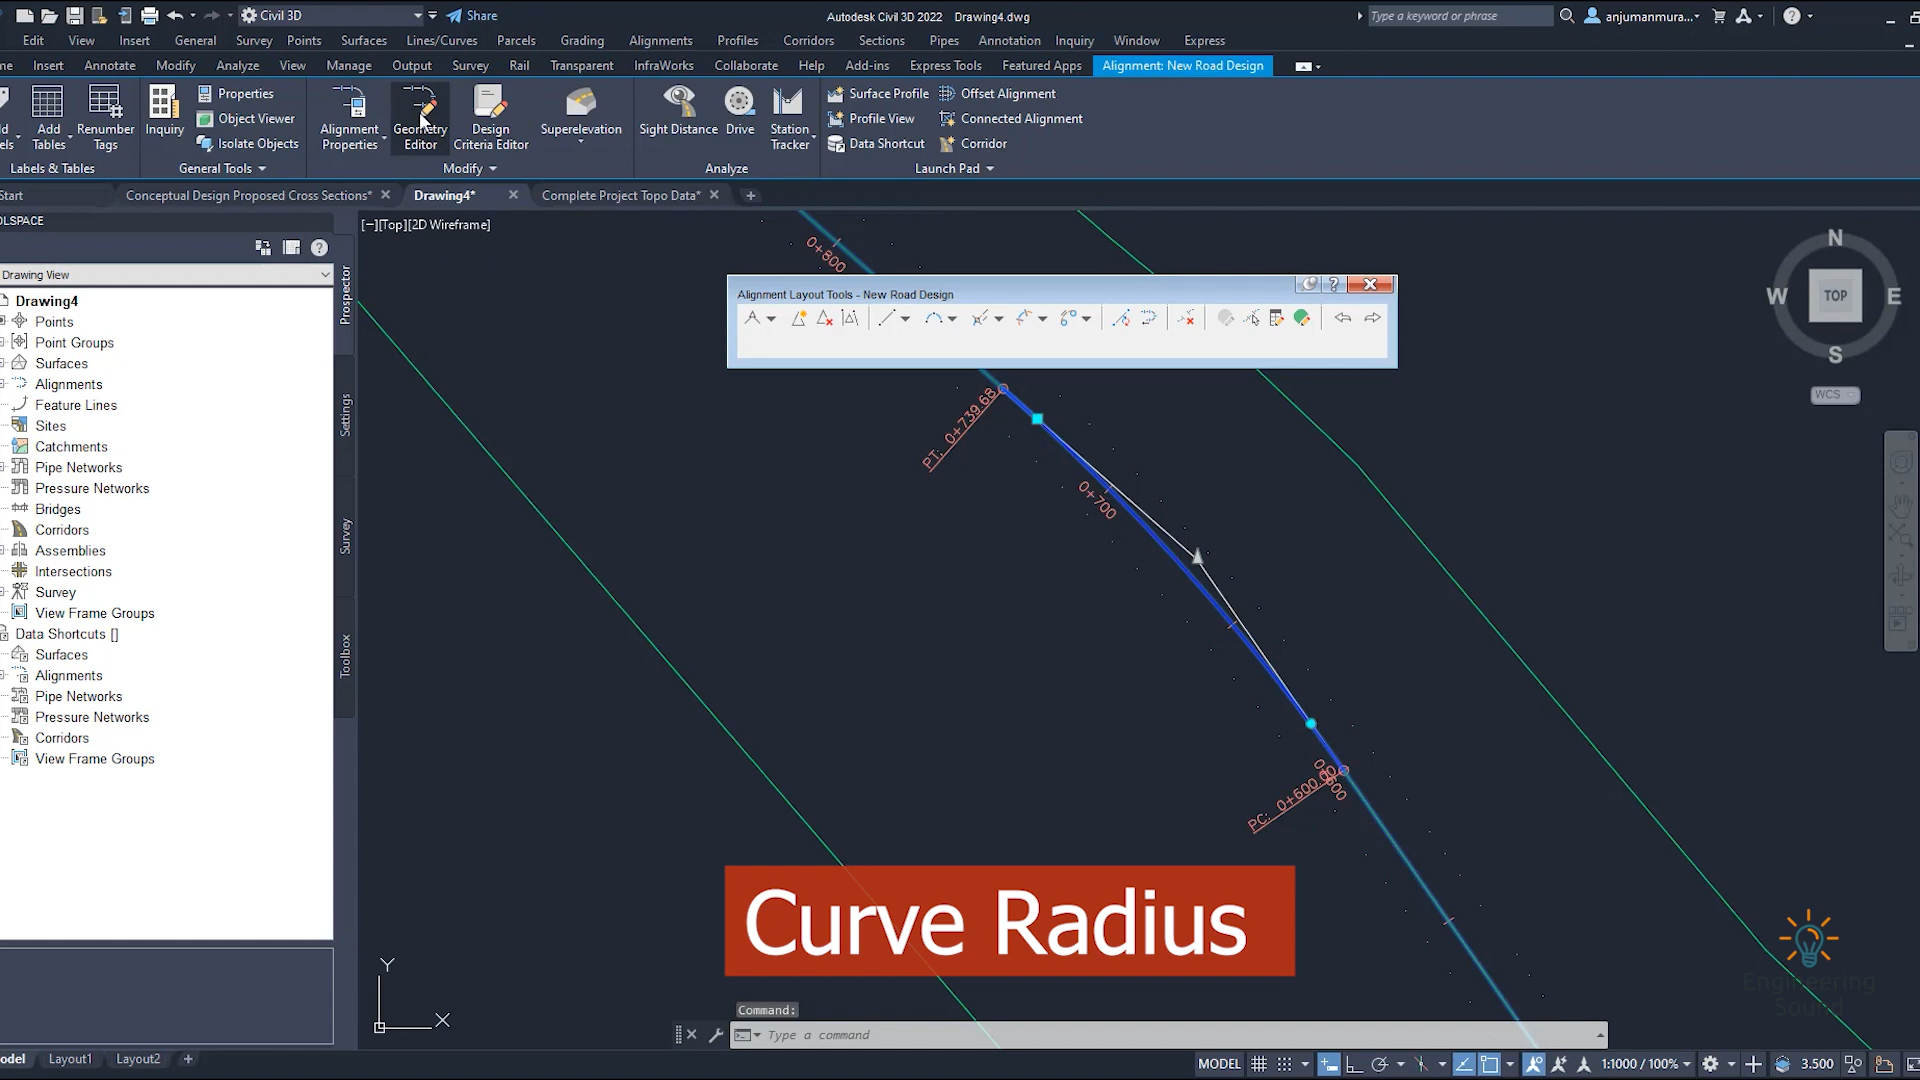 Civil 3D
Share
Autodesk Civil 3D 2022 Drawing4.dwg
Type a keyword or phrase
anjumanmura...
Edit View Insert General Survey Points Surfaces Lines/Curves Parcels Grading Alignments Profiles Corridors Sections Pipes Annotation Inquiry Window Express
me Insert Annotate Modify Analyze View Manage Output Survey Rail Transparent InfraWorks Collaborate Help Add-ins Express Tools Featured Apps Alignment: New Road Design
Add Tables
Renumber Tags
Labels & Tables
Inquiry
Properties
Object Viewer
Isolate Objects
General Tools
Alignment Properties
Geometry Editor
Design Criteria Editor
Superelevation
Modify
Sight Distance
Drive
Station Tracker
Analyze
Surface Profile
Profile View
Data Shortcut
Offset Alignment
Connected Alignment
Corridor
Launch Pad
Start
Conceptual Design Proposed Cross Sections*
Drawing4*
Complete Project Topo Data*
OLSPACE
Drawing View
Drawing4
Points
Point Groups
Surfaces
Alignments
Feature Lines
Sites
Catchments
Pipe Networks
Pressure Networks
Bridges
Corridors
Assemblies
Intersections
Survey
View Frame Groups
Data Shortcuts []
Surfaces
Alignments
Pipe Networks
Pressure Networks
Corridors
View Frame Groups
Prospector
Settings
Survey
Toolbox
[−][Top][2D Wireframe]
0+800
Alignment Layout Tools - New Road Design
PT: 0+739.68
0+700
PC: 0+600.00
N
W
TOP
E
S
WCS
Curve Radius
Engineering
Sound
Y
X
Command:
Type a command
odel Layout1 Layout2 +
MODEL
1:1000 / 100%
3.500